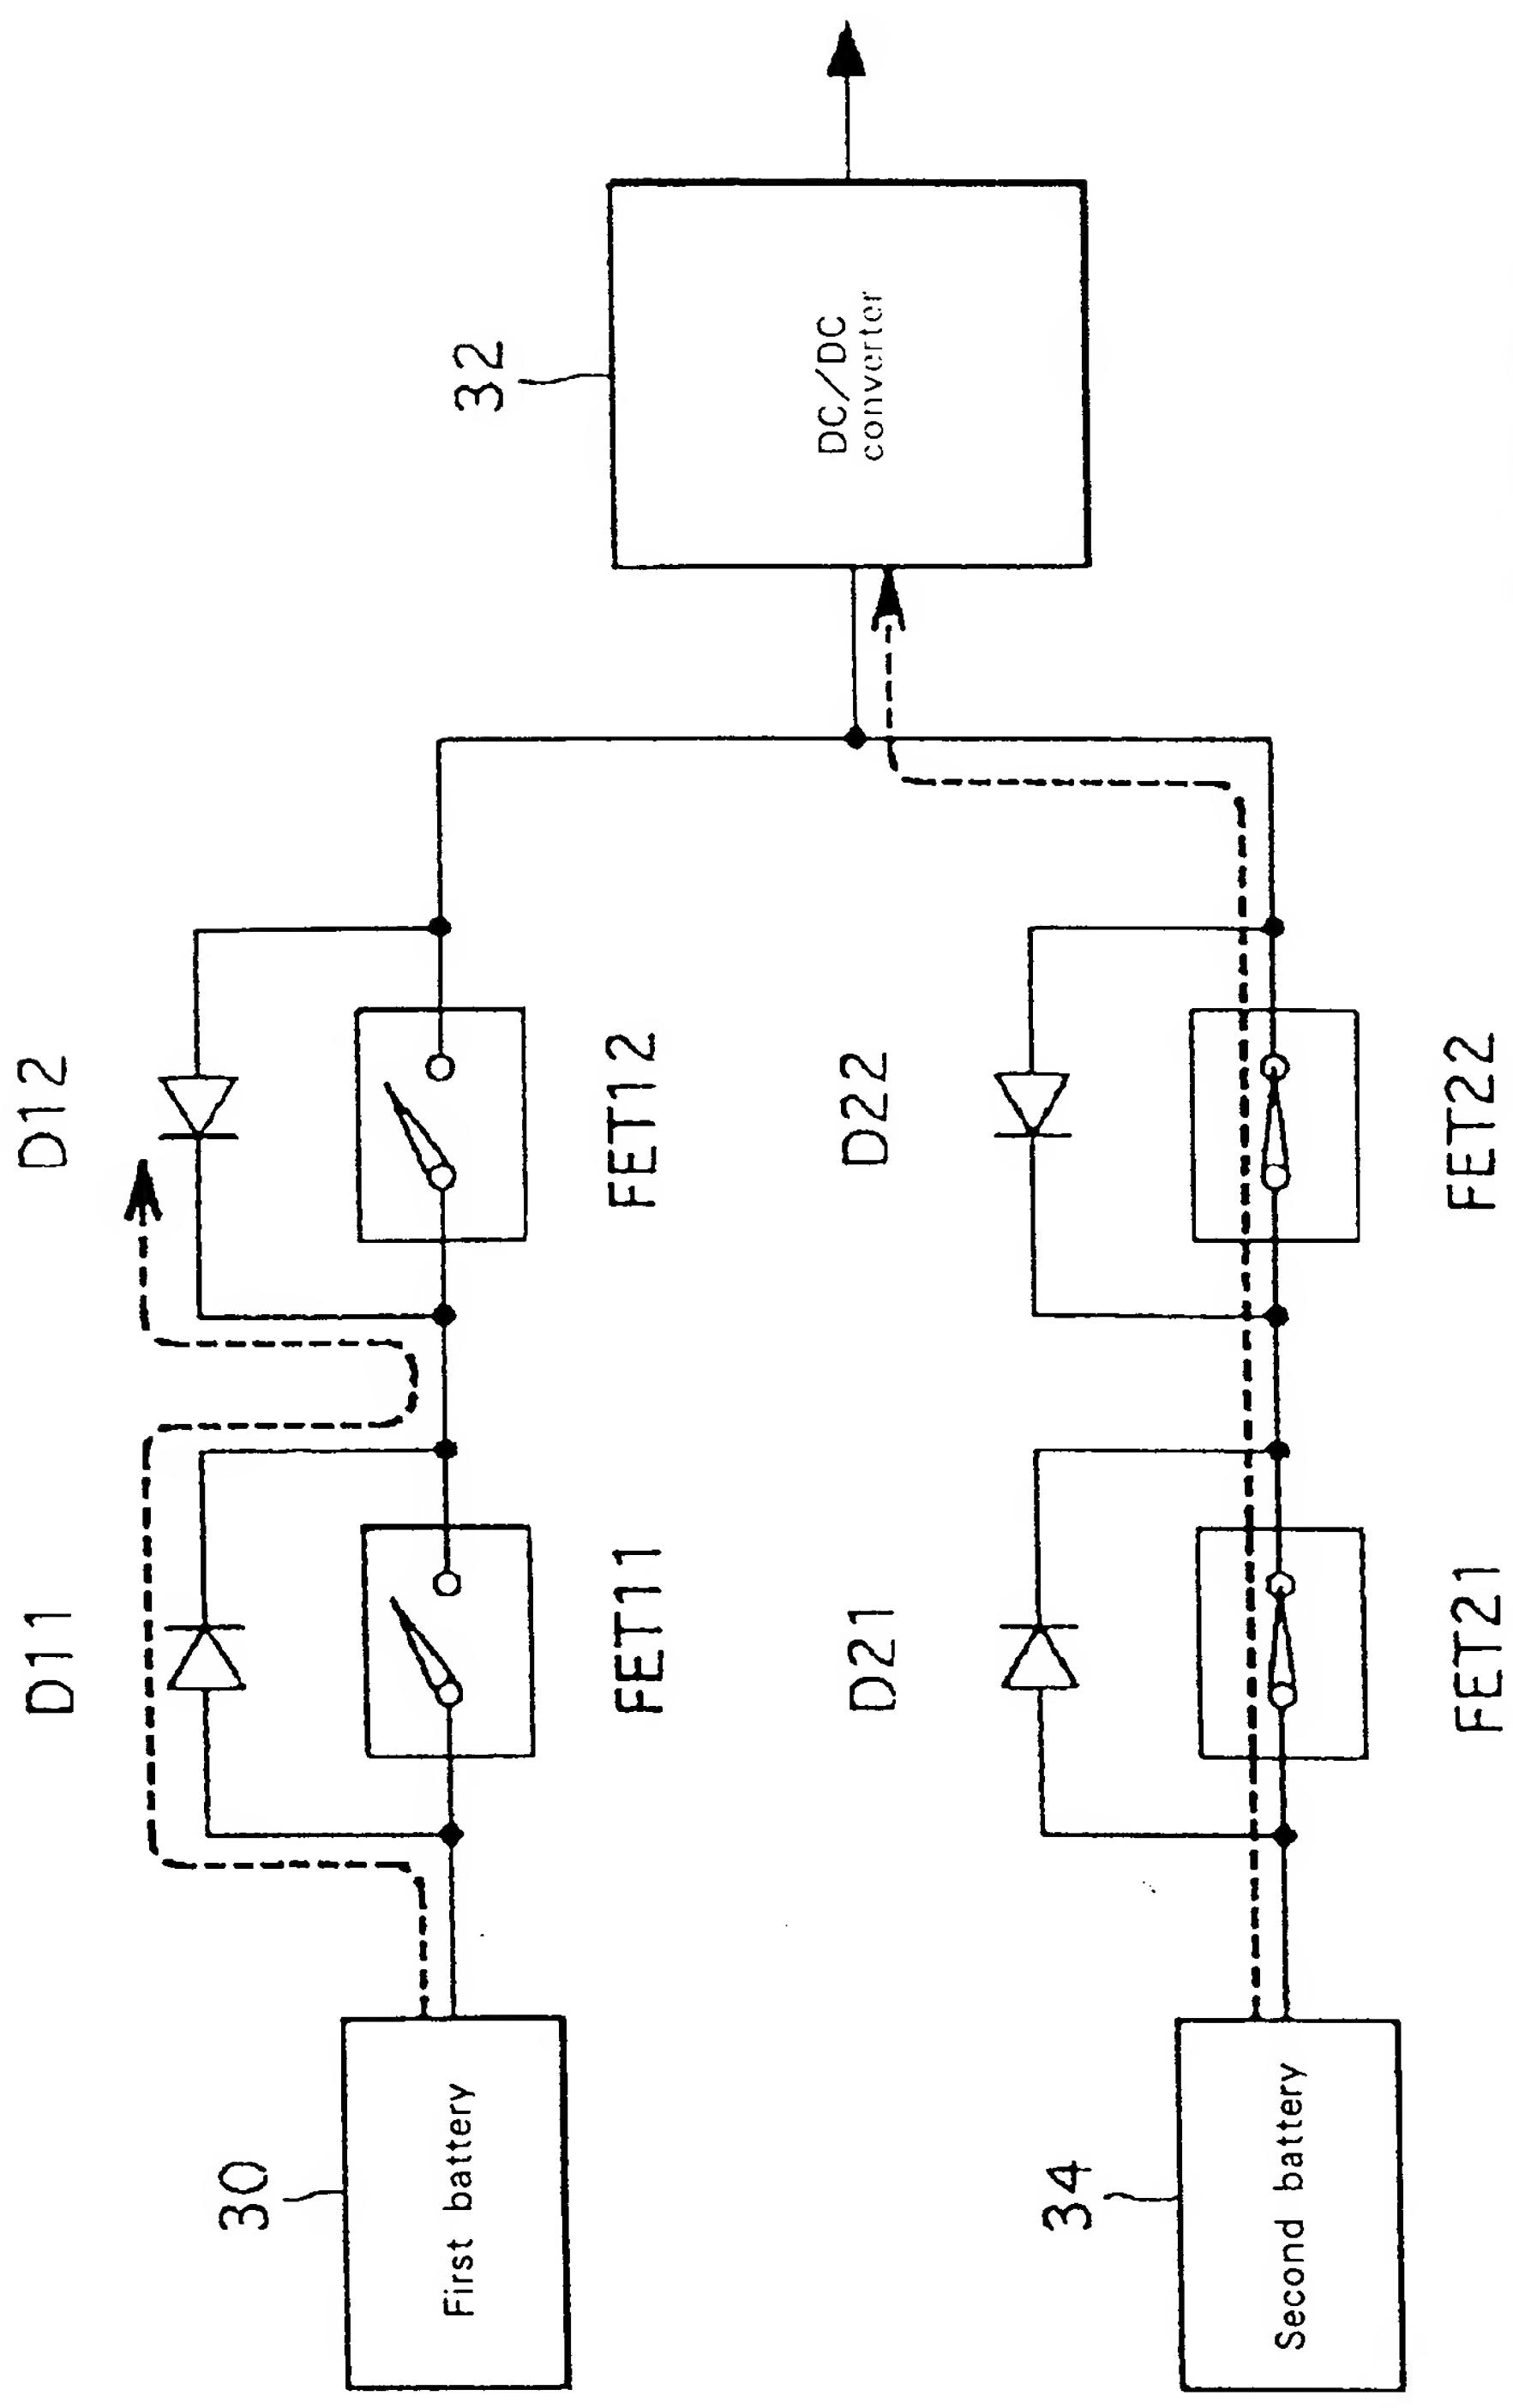 D11
D12
30
First battery
FET11
FET12
32
DC/DC
converter
D21
D22
34
Second battery
FET21
FET22